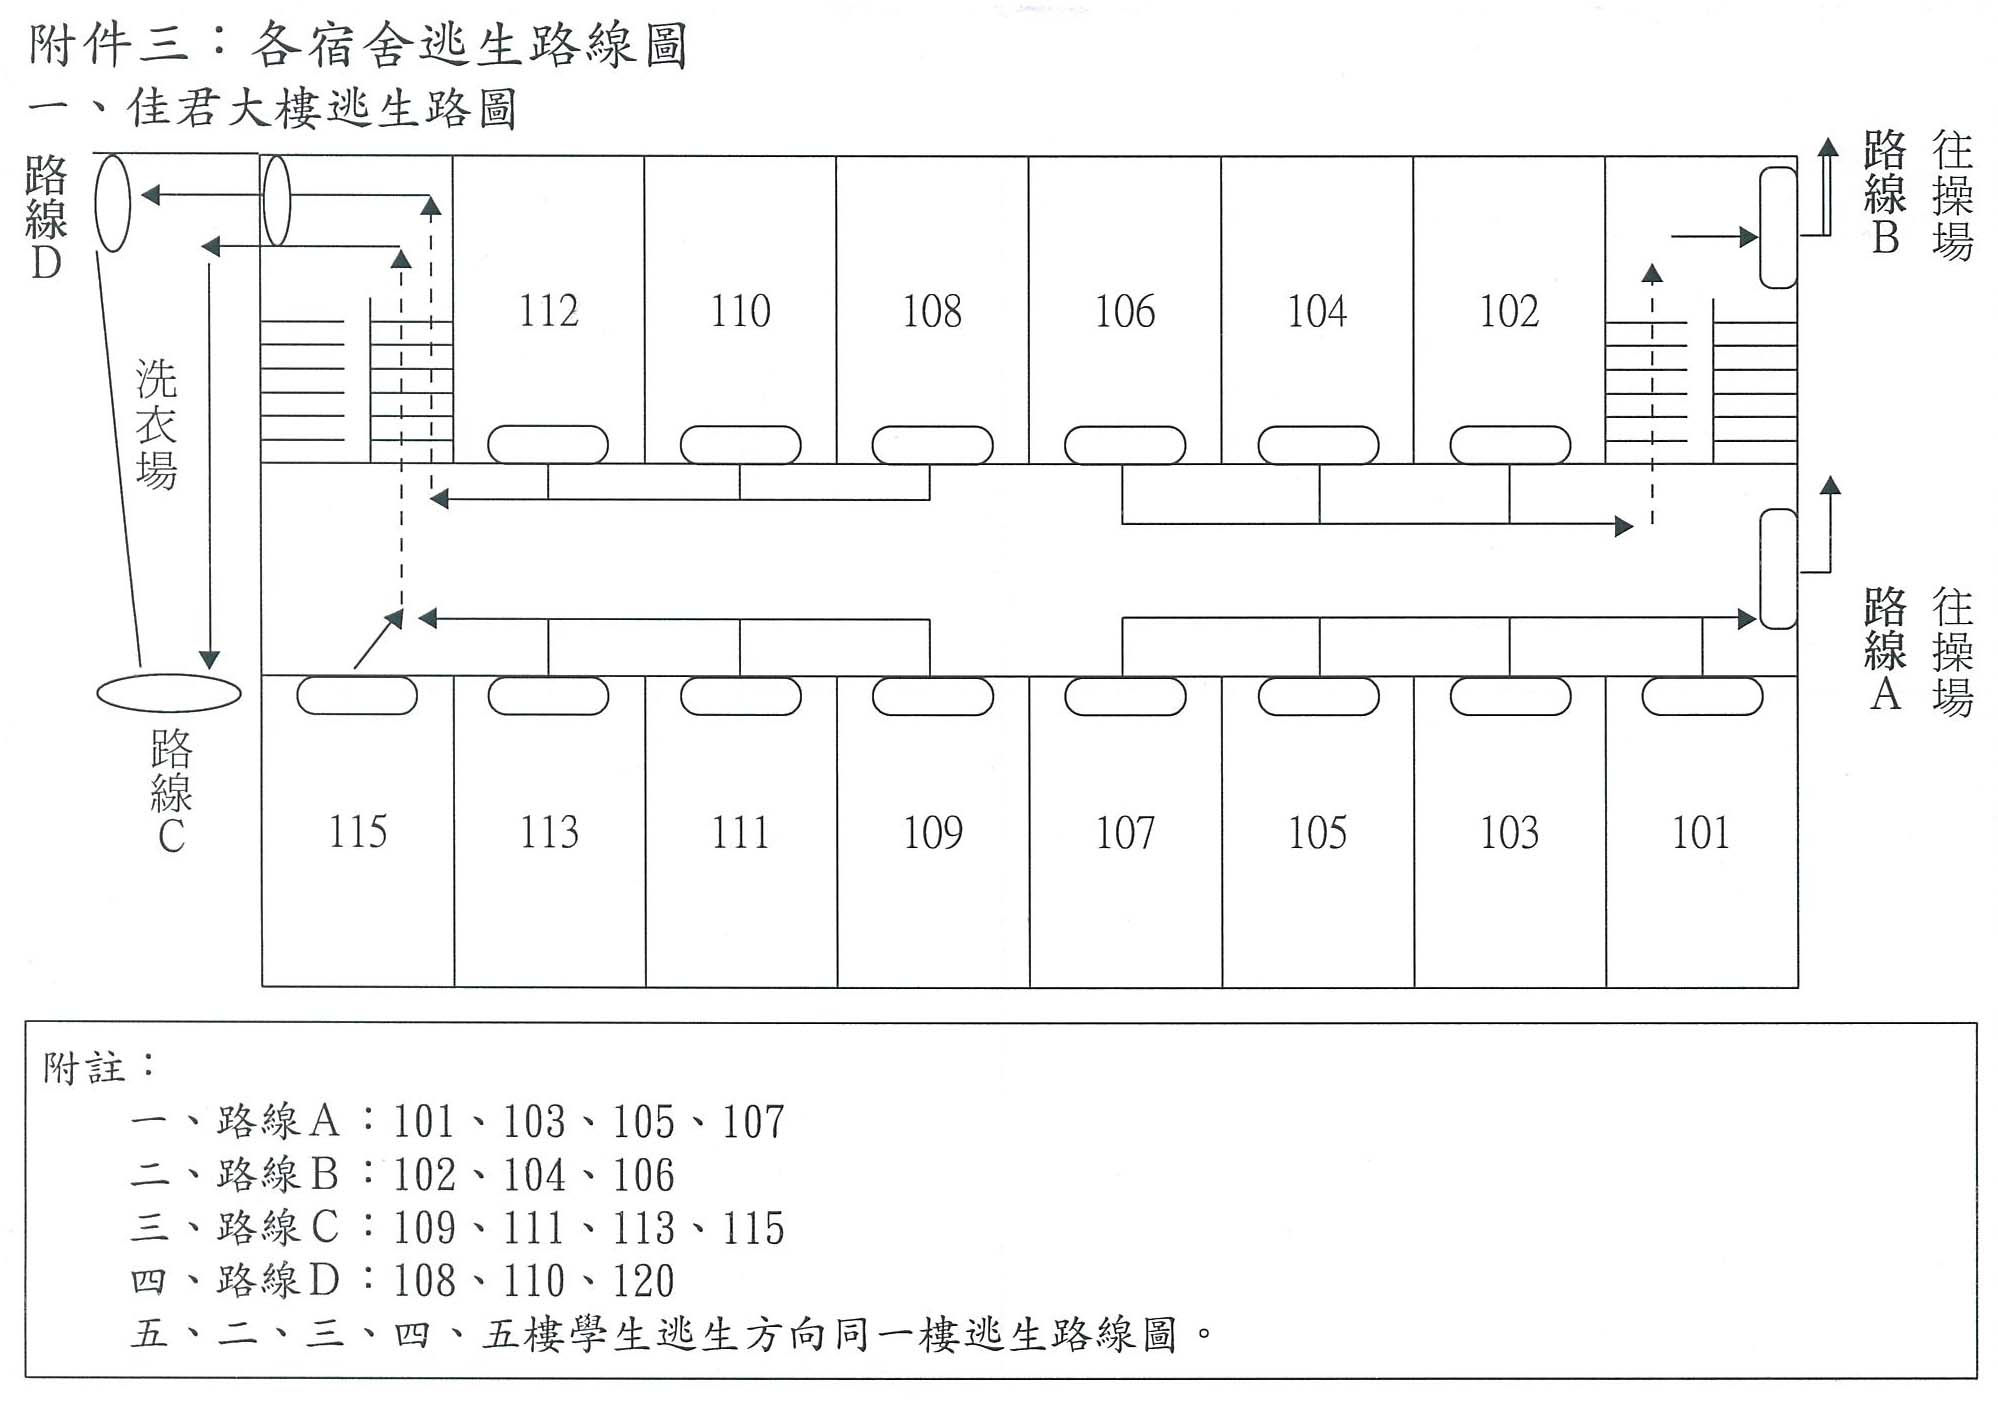 附件三：各宿舍逃生路線圖
一、佳君大樓逃生路圖
路線D
路線B
往操場
112
110
108
106
104
102
洗衣場
路線A
往操場
路線C
115
113
111
109
107
105
103
101
附註：
一、路線A：101、103、105、107
二、路線B：102、104、106
三、路線C：109、111、113、115
四、路線D：108、110、120
五、二、三、四、五樓學生逃生方向同一樓逃生路線圖。